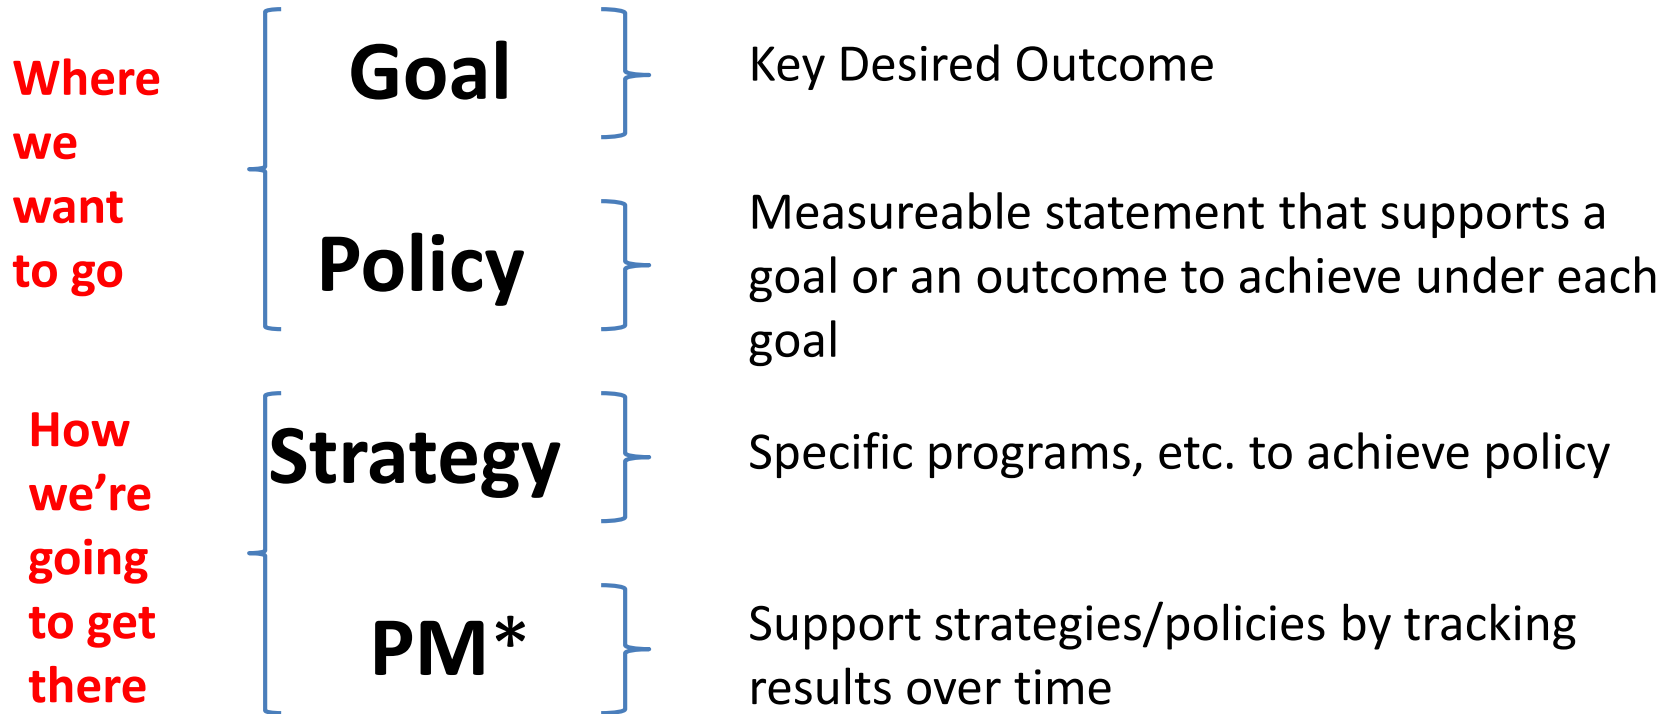 Where
we
want
to go
Goal
Key Desired Outcome
Policy
Measureable statement that supports a
goal or an outcome to achieve under each
goal
How
we’re
going
to get
there
Strategy
Specific programs, etc. to achieve policy
PM*
Support strategies/policies by tracking
results over time